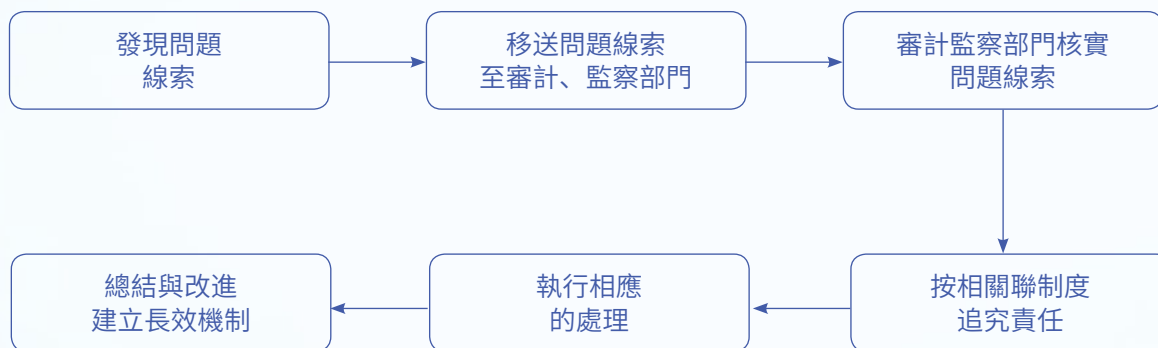 發現問題
線索
移送問題線索
至審計、監察部門
審計監察部門核實
問題線索
按相關聯制度
追究責任
執行相應
的處理
總結與改進
建立長效機制